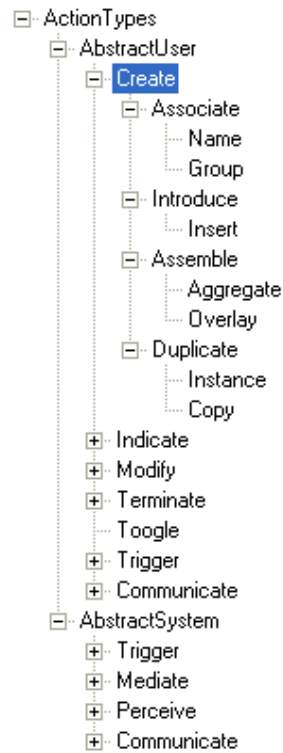 ActionTypes
AbstractUser
Create
Associate
Name
Group
Introduce
Insert
Assemble
Aggregate
Overlay
Duplicate
Instance
Copy
Indicate
Modify
Terminate
Toogle
Trigger
Communicate
AbstractSystem
Trigger
Mediate
Perceive
Communicate